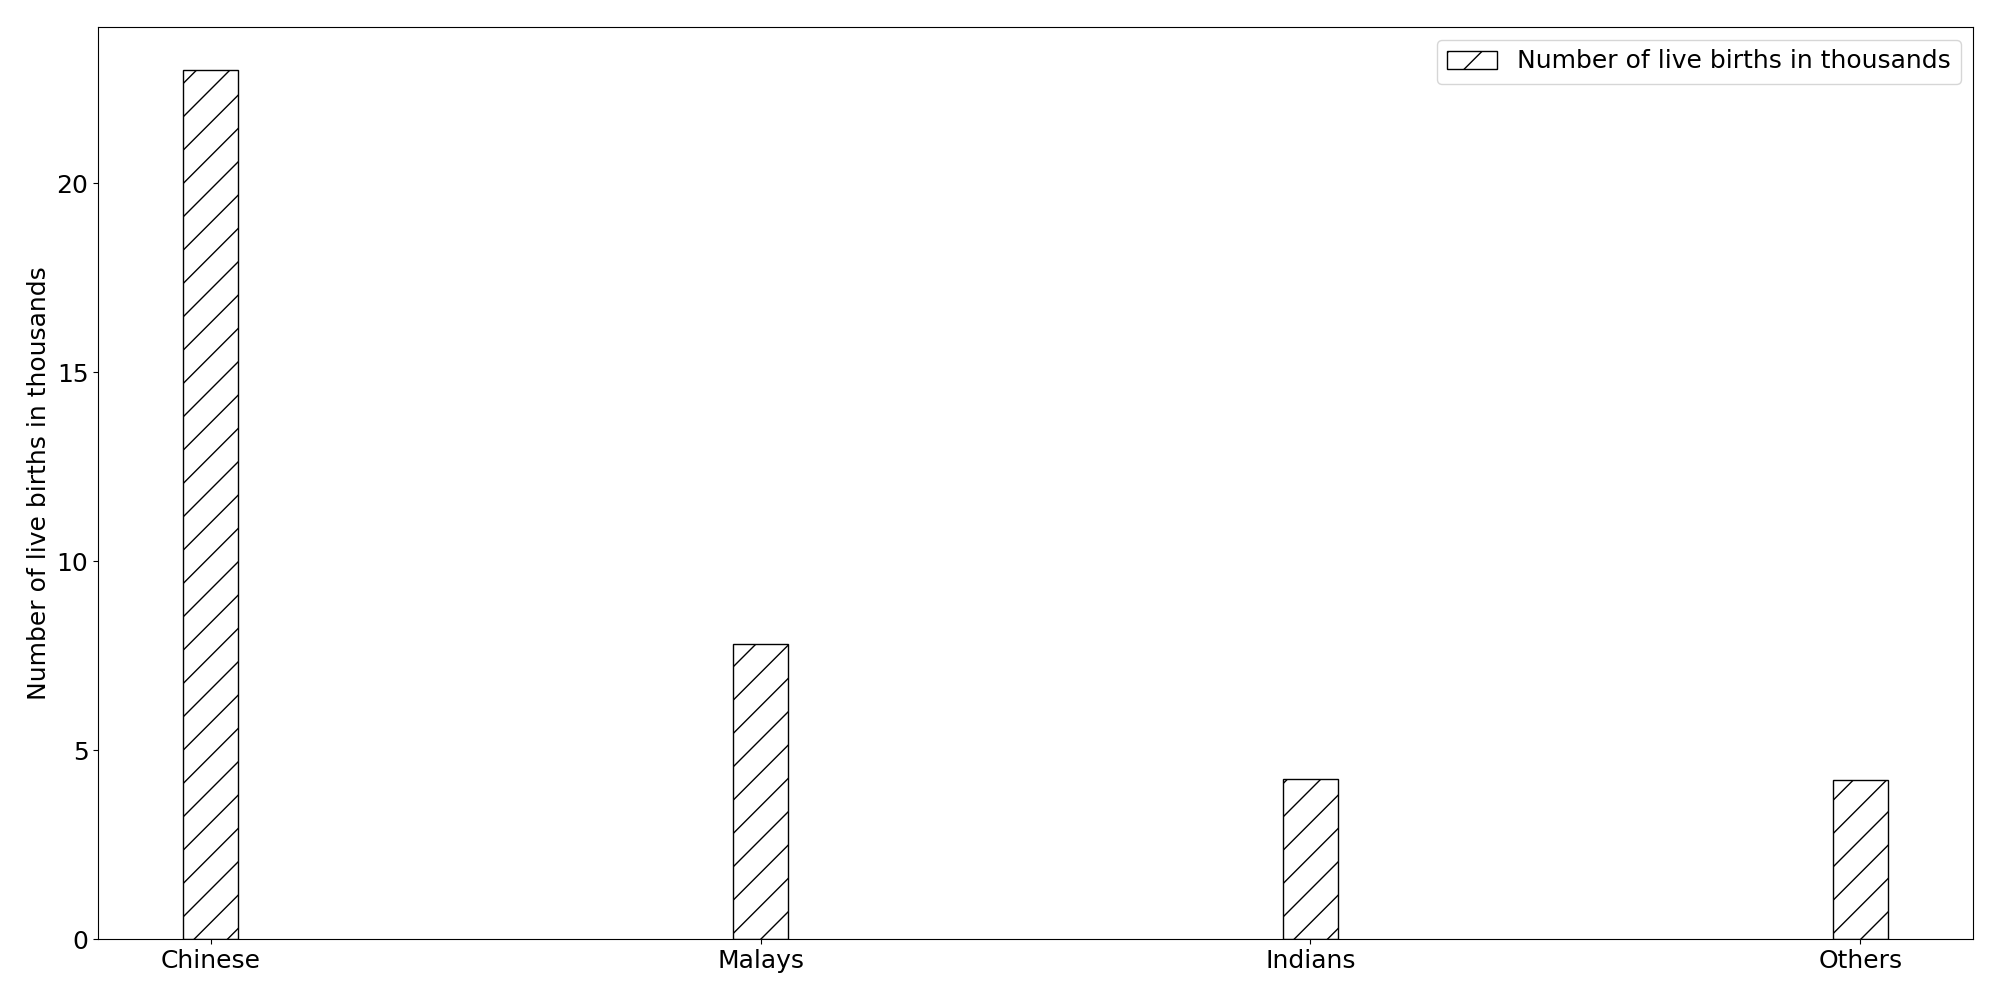 Number of live births in thousands
Number of live births in thousands
20
15
10
5
0
Chinese Malays Indians Others